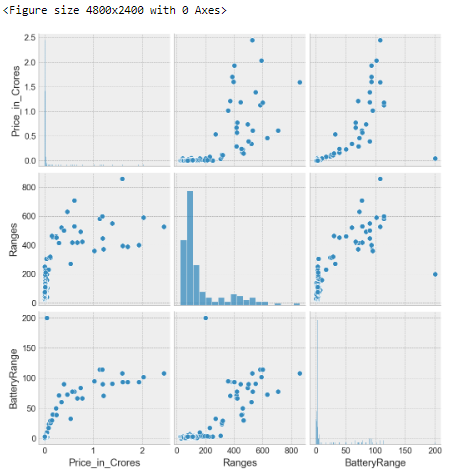 <Figure size 4800x2400 with 0 Axes>
2.5
2.0
1.5
1.0
0.5
0.0
Price_in_Crores
800
600
400
200
0
Ranges
200
150
100
50
0
BatteryRange
0 1 2
0 200 400 600 800
0 50 100 150 200
Price_in_Crores Ranges BatteryRange